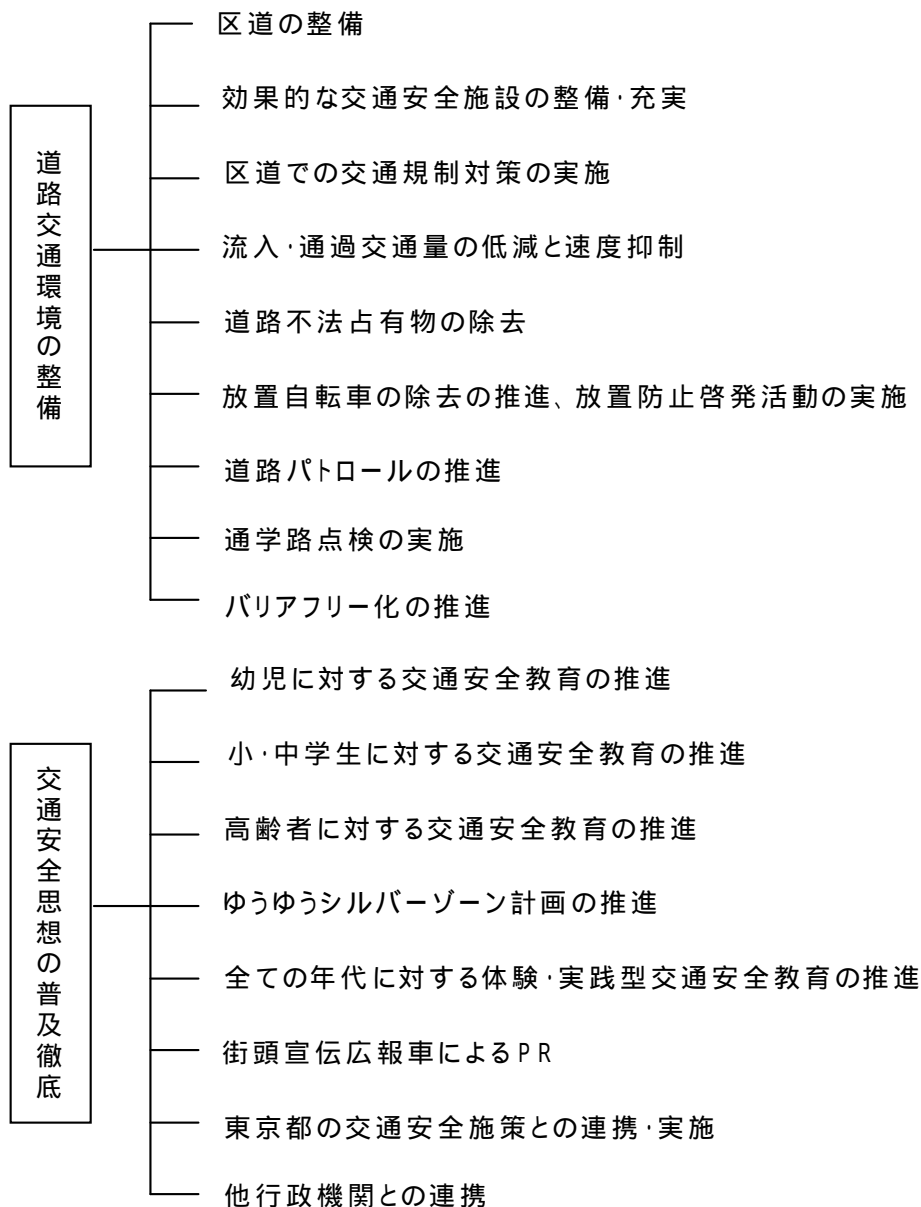 道路交通環境の整備
区道の整備
効果的な交通安全施設の整備・充実
区道での交通規制対策の実施
流入・通過交通量の低減と速度抑制
道路不法占有物の除去
放置自転車の除去の推進、放置防止啓発活動の実施
道路パトロールの推進
通学路点検の実施
バリアフリー化の推進
交通安全思想の普及徹底
幼児に対する交通安全教育の推進
小・中学生に対する交通安全教育の推進
高齢者に対する交通安全教育の推進
ゆうゆうシルバーゾーン計画の推進
全ての年代に対する体験・実践型交通安全教育の推進
街頭宣伝広報車によるPR
東京都の交通安全施策との連携・実施
他行政機関との連携